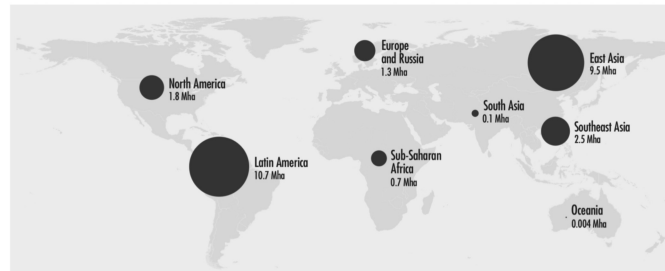 Europe
and Russia
1.3 Mha
East Asia
9.5 Mha
North America
1.8 Mha
South Asia
0.1 Mha
Southeast Asia
2.5 Mha
Latin America
10.7 Mha
Sub-Saharan
Africa
0.7 Mha
Oceania
0.004 Mha